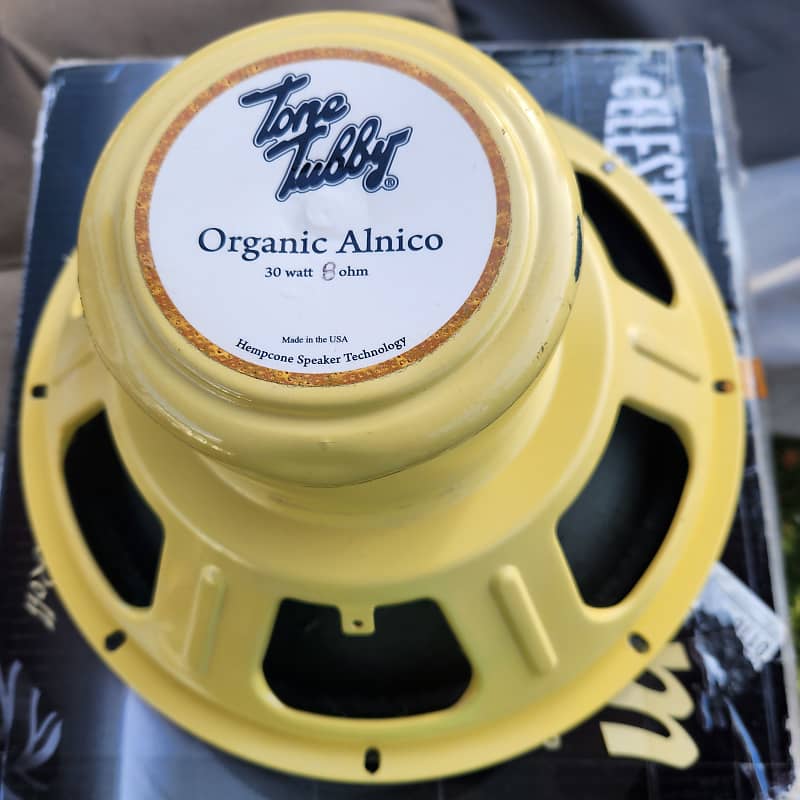 Tone
Tubby®
Organic Alnico
30 watt 8 ohm
Made in the USA
Hempcone Speaker Technology